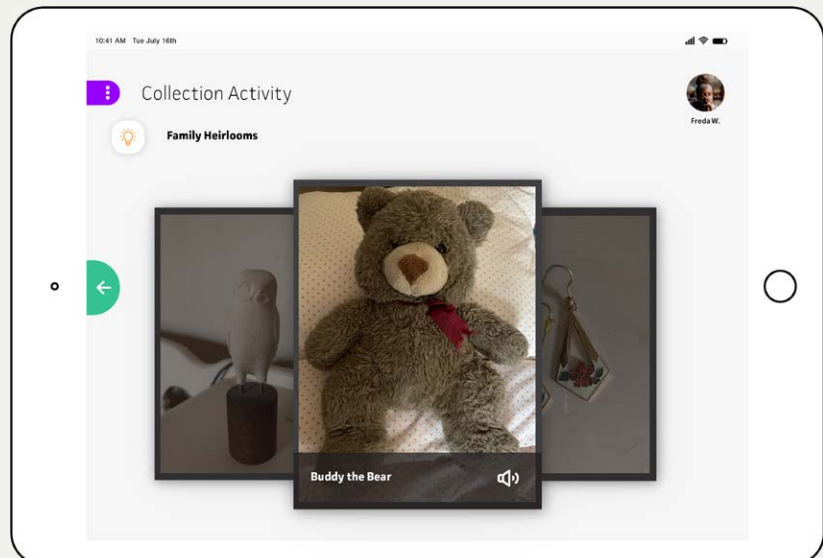 10:41 AM Tue July 16th
Collection Activity
Freda W.
Family Heirlooms
Buddy the Bear